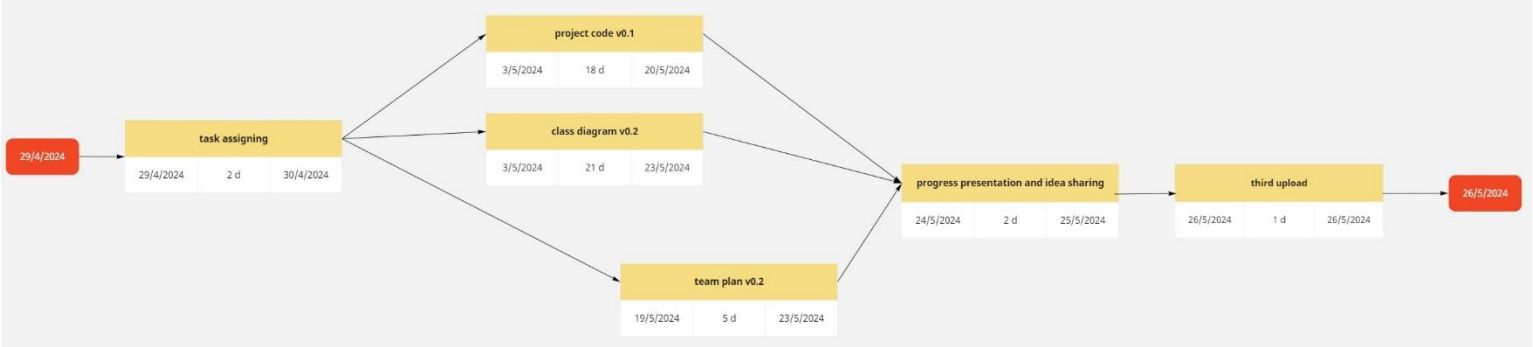 29/4/2024
task assigning
29/4/2024 2 d 30/4/2024
project code v0.1
3/5/2024 18 d 20/5/2024
class diagram v0.2
3/5/2024 21 d 23/5/2024
team plan v0.2
19/5/2024 5 d 23/5/2024
progress presentation and idea sharing
24/5/2024 2 d 25/5/2024
third upload
26/5/2024 1 d 26/5/2024
26/5/2024